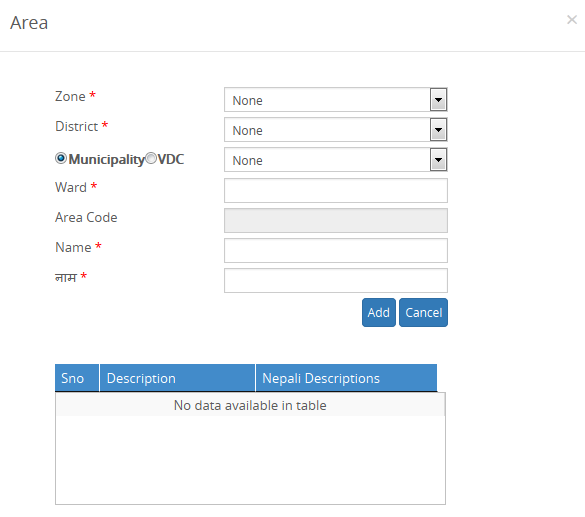 Area
Zone *
None
District *
None
Municipality VDC
None
Ward *
Area Code
Name *
नाम *
Add Cancel
Sno Description Nepali Descriptions
No data available in table